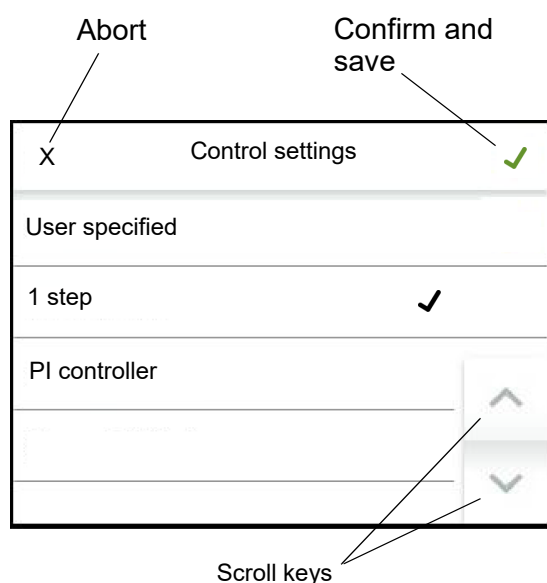 Abort
Confirm and
save
X Control settings
User specified
1 step
PI controller
Scroll keys